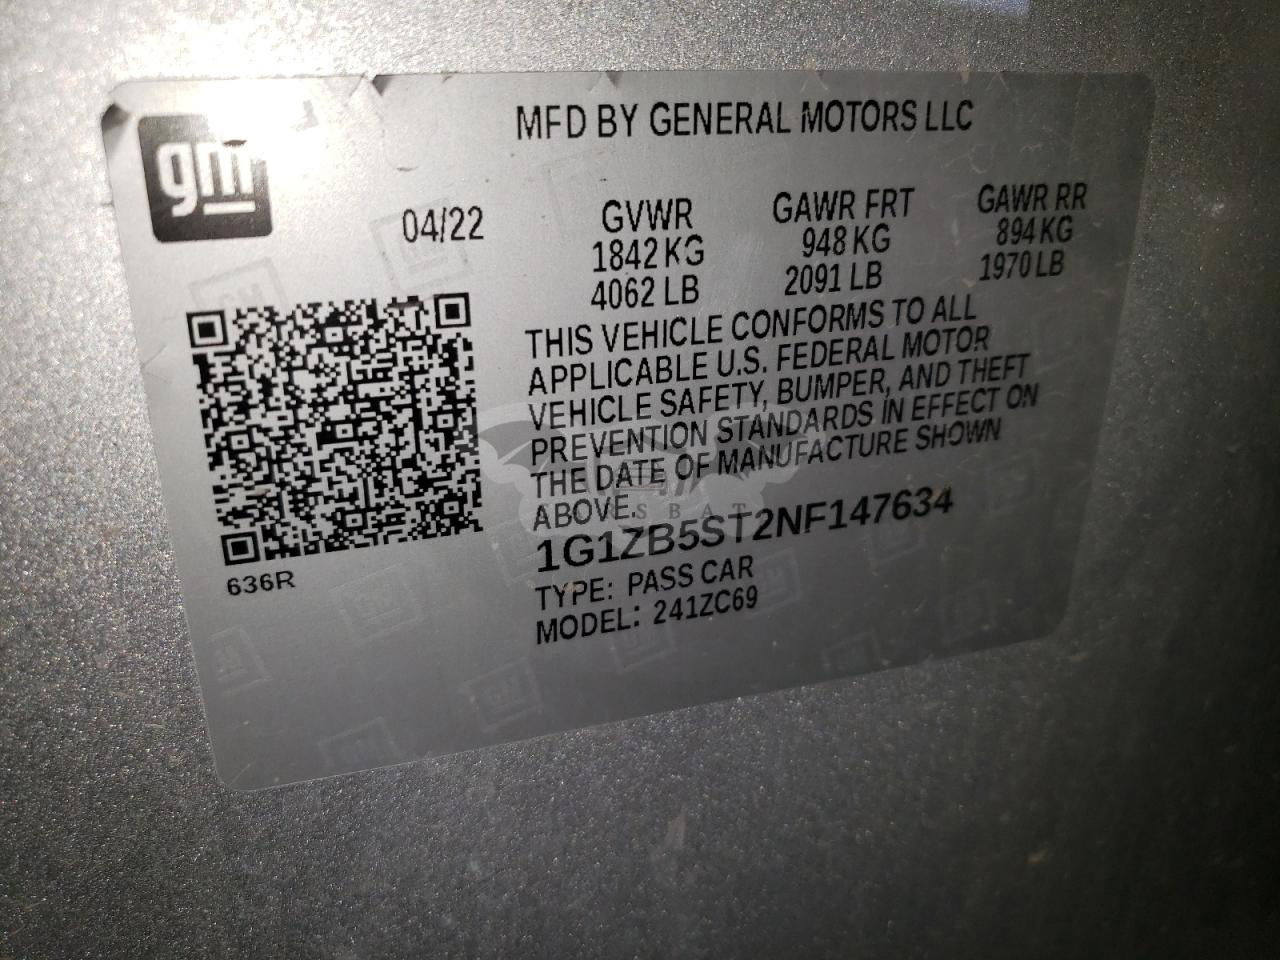 gm
MFD BY GENERAL MOTORS LLC
04/22
GVWR
1842 KG
4062 LB
GAWR FRT
948 KG
2091 LB
GAWR RR
894 KG
1970 LB
THIS VEHICLE CONFORMS TO ALL
APPLICABLE U.S. FEDERAL MOTOR
VEHICLE SAFETY, BUMPER, AND THEFT
PREVENTION STANDARDS IN EFFECT ON
THE DATE OF MANUFACTURE SHOWN
ABOVE.
1G1ZB5ST2NF147634
TYPE: PASS CAR
MODEL: 241ZC69
636R